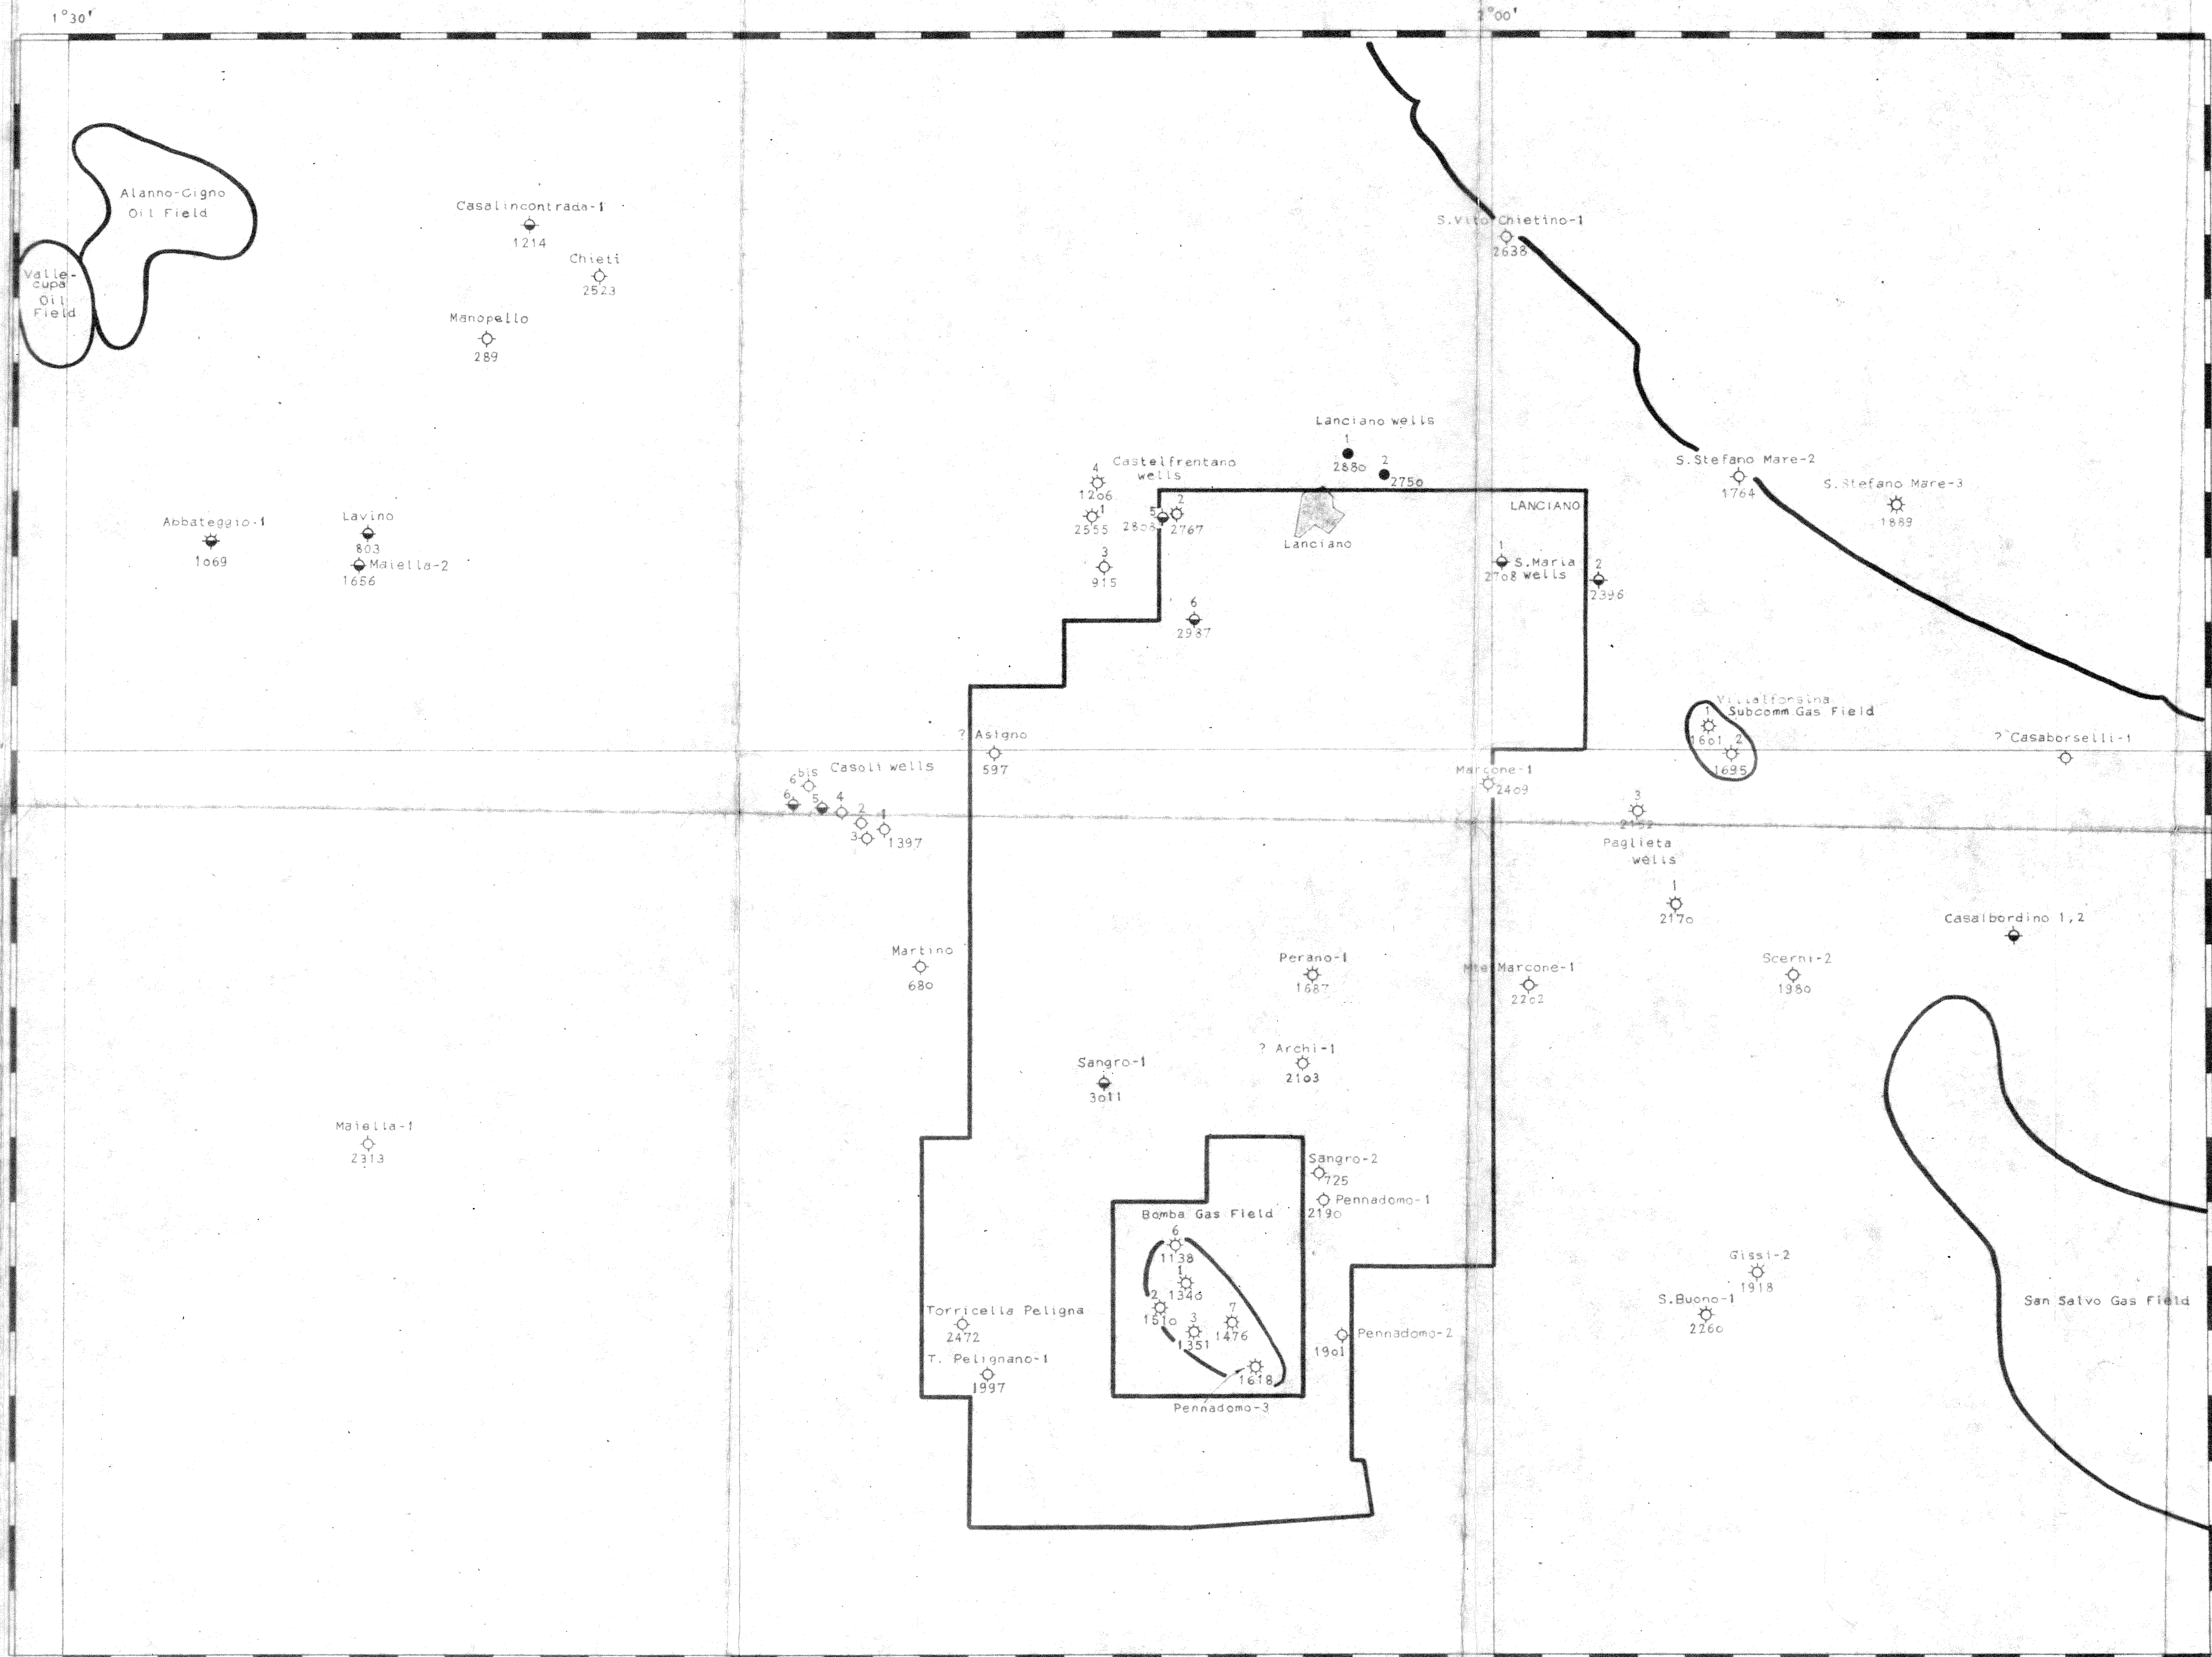 1°30'
2°00'
Alanno-Cigno
Oil Field
Valle-
cupa
Oil
Field
Casalincontrada-1
1214
Chieti
2523
Manopello
289
S.Vito Chietino-1
2638
Lanciano wells
1
2880
2
2750
Castelfrentano
wells
4
1206
1
2555
5
2
2767
3
915
6
2987
LANCIANO
Lanciano
S.Stefano Mare-2
1764
S.Stefano Mare-3
1889
Abbateggio-1
1069
Lavino
803
Maiella-2
1656
1
S.Maria
2708 wells
2
2396
Villalfonsina
Subcomm Gas Field
1
1601
2
1695
? Casaborselli-1
? Asigno
597
Casoli wells
6 bis
6
5
4
2
1
3
1397
Marcone-1
2409
3
2152
Paglieta
wells
1
2170
Casalbordino 1,2
Martino
680
Perano-1
1687
Mte Marcone-1
2202
Scerni-2
1980
Sangro-1
3011
? Archi-1
2103
Maiella-1
2313
Sangro-2
725
Pennadomo-1
2190
Bomba Gas Field
6
1138
1
1346
2
1510
3
1351
7
1476
1618
Pennadomo-3
Pennadomo-2
1901
Torricella Peligna
2472
T. Pelignano-1
1997
Gissi-2
1918
S.Buono-1
2260
San Salvo Gas Field